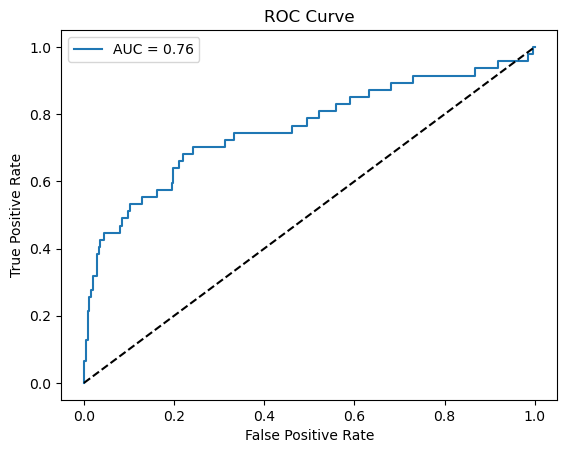 ROC Curve
AUC = 0.76
True Positive Rate
1.0
0.8
0.6
0.4
0.2
0.0
0.0 0.2 0.4 0.6 0.8 1.0
False Positive Rate